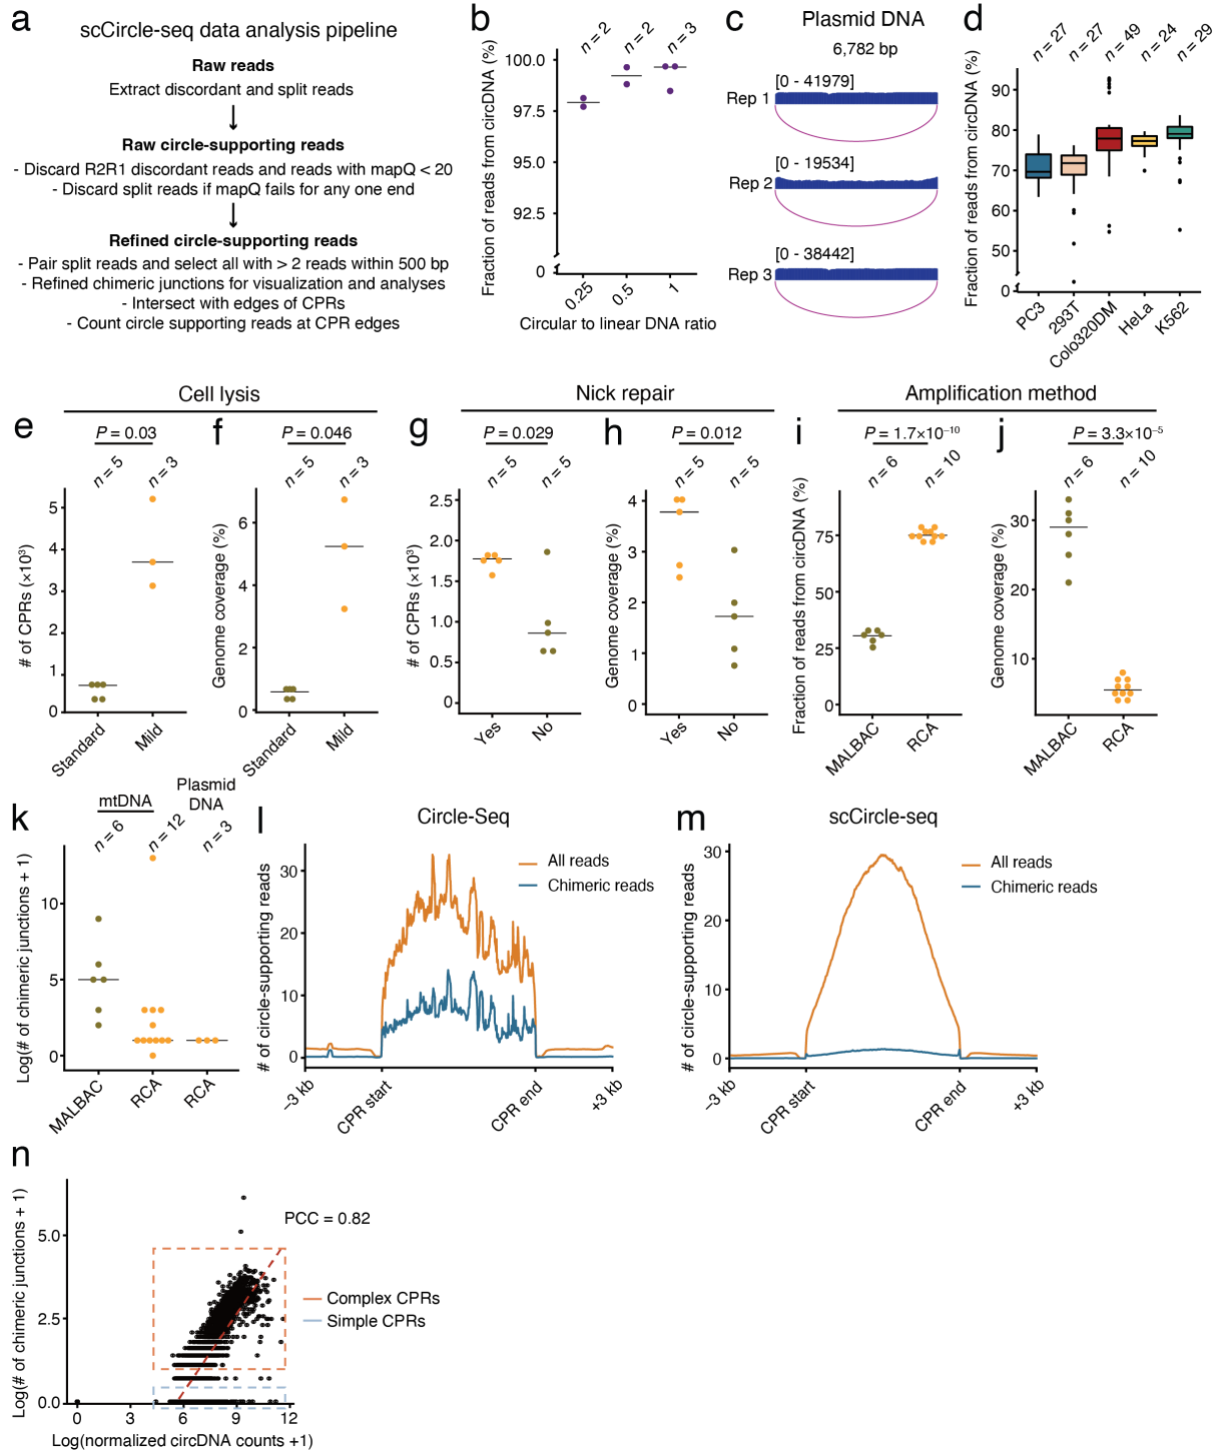 a
scCircle-seq data analysis pipeline
Raw reads
Extract discordant and split reads
Raw circle-supporting reads
- Discard R2R1 discordant reads and reads with mapQ < 20
- Discard split reads if mapQ fails for any one end
Refined circle-supporting reads
- Pair split reads and select all with > 2 reads within 500 bp
- Refined chimeric junctions for visualization and analyses
- Intersect with edges of CPRs
- Count circle supporting reads at CPR edges
b
n = 2
n = 2
n = 3
Fraction of reads from circDNA (%)
100.0
97.5
95.0
92.5
0
0.25
0.5
1
Circular to linear DNA ratio
c
Plasmid DNA
6,782 bp
[0 - 41979]
Rep 1
[0 - 19534]
Rep 2
[0 - 38442]
Rep 3
d
n = 27
n = 27
n = 49
n = 24
n = 29
Fraction of reads from circDNA (%)
90
80
70
60
50
0
PC3
293T
Colo320DM
HeLa
K562
Cell lysis
e
P = 0.03
n = 5
n = 3
# of CPRs (×10³)
5
4
3
2
1
0
Standard
Mild
f
P = 0.046
n = 5
n = 3
Genome coverage (%)
6
4
2
0
Standard
Mild
Nick repair
g
P = 0.029
n = 5
n = 5
# of CPRs (×10³)
2.5
2.0
1.5
1.0
0.5
0
Yes
No
h
P = 0.012
n = 5
n = 5
Genome coverage (%)
4
3
2
1
0
Yes
No
Amplification method
i
P = 1.7×10⁻¹⁰
n = 6
n = 10
Fraction of reads from circDNA (%)
75
50
25
0
MALBAC
RCA
j
P = 3.3×10⁻⁵
n = 6
n = 10
Genome coverage (%)
30
20
10
MALBAC
RCA
k
mtDNA
Plasmid
DNA
n = 6
n = 12
n = 3
Log(# of chimeric junctions + 1)
10
5
0
MALBAC
RCA
RCA
l
Circle-Seq
# of circle-supporting reads
30
20
10
0
All reads
Chimeric reads
−3 kb
CPR start
CPR end
+3 kb
m
scCircle-seq
# of circle-supporting reads
30
20
10
0
All reads
Chimeric reads
−3 kb
CPR start
CPR end
+3 kb
n
Log(# of chimeric junctions + 1)
5.0
2.5
0.0
PCC = 0.82
Complex CPRs
Simple CPRs
0
3
6
9
12
Log(normalized circDNA counts +1)